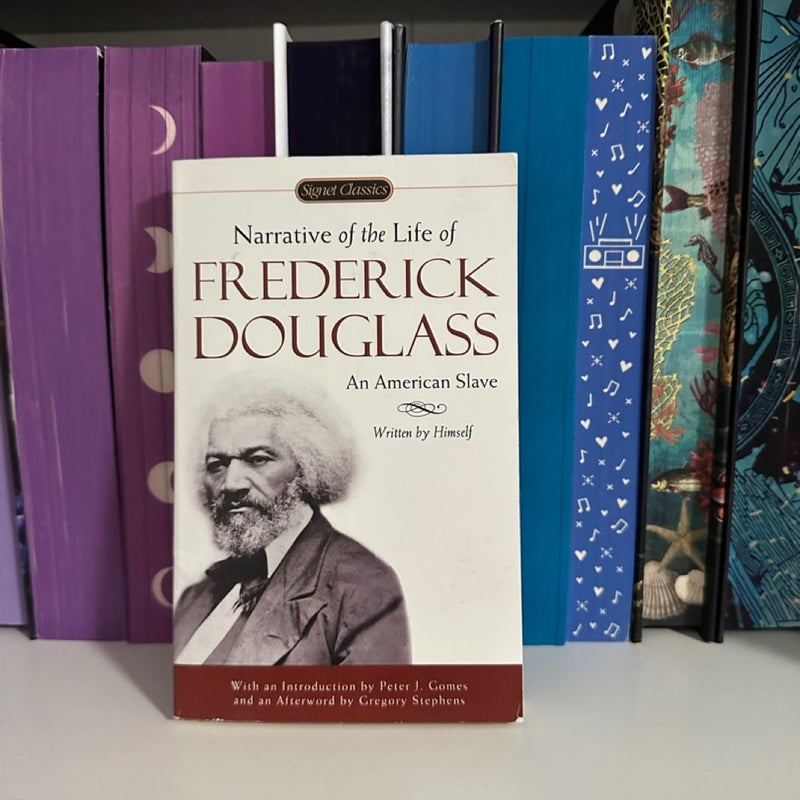 Signet Classics
Narrative of the Life of
FREDERICK
DOUGLASS
An American Slave
Written by Himself
With an Introduction by Peter J. Gomes
and an Afterword by Gregory Stephens